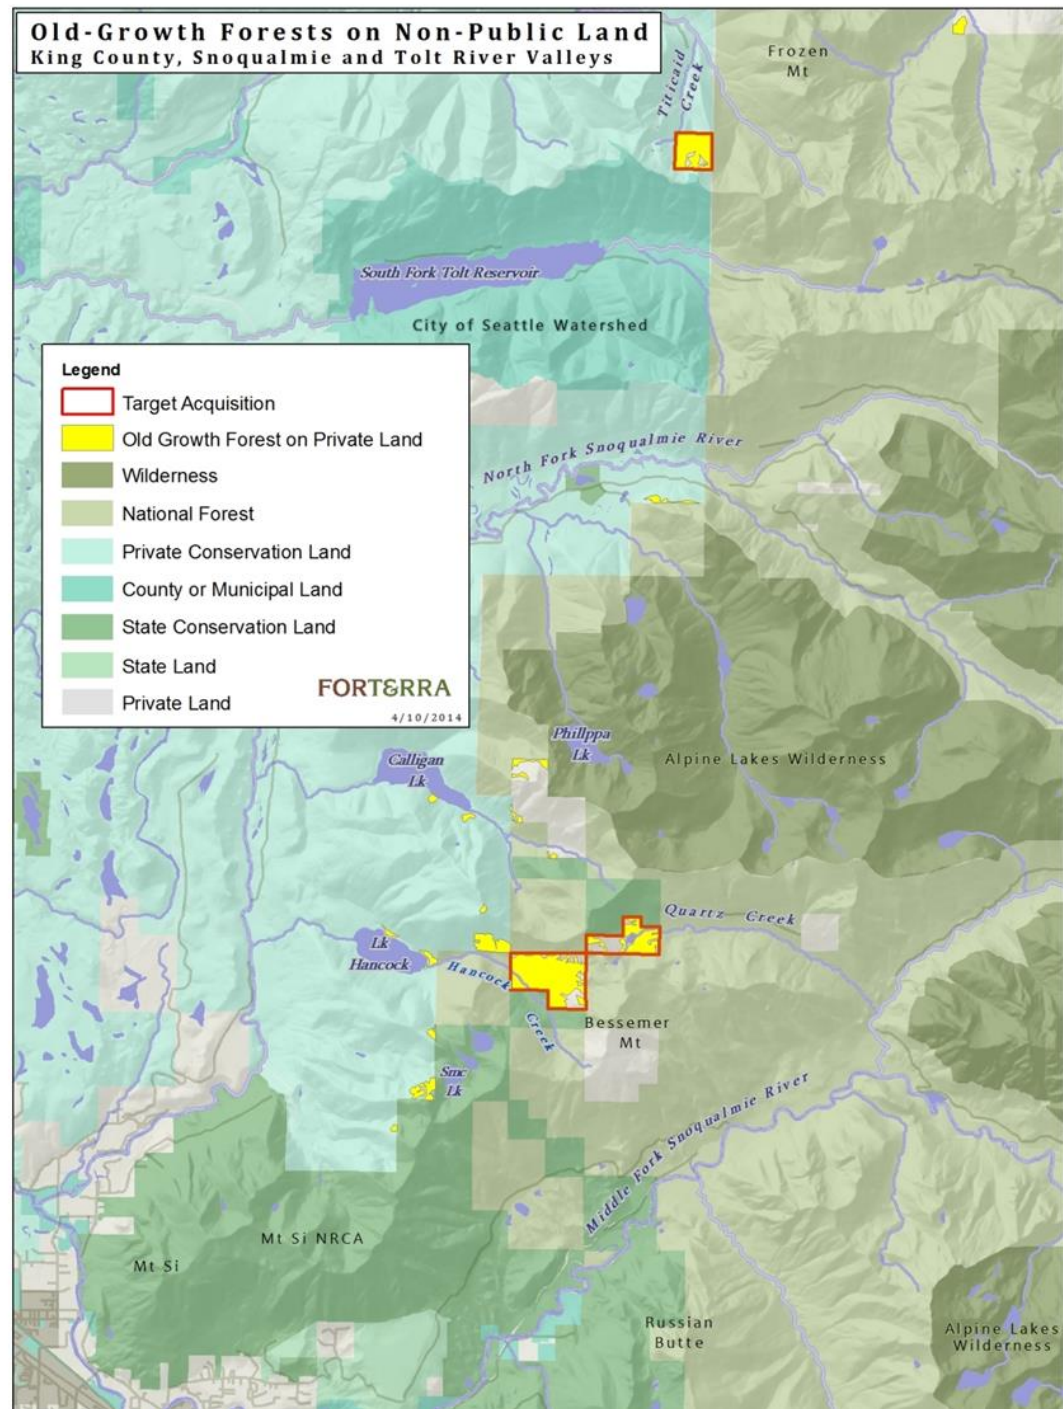 Old-Growth Forests on Non-Public Land
King County, Snoqualmie and Tolt River Valleys
Frozen
Mt
Titicaid
Creek
South Fork Tolt Reservoir
City of Seattle Watershed
Legend
Target Acquisition
Old Growth Forest on Private Land
Wilderness
National Forest
Private Conservation Land
County or Municipal Land
State Conservation Land
State Land
Private Land
FORTERRA
4/10/2014
North Fork Snoqualmie River
Phillppa
Lk
Calligan
Lk
Alpine Lakes Wilderness
Quartz Creek
Lk
Hancock
Hancock
Creek
Bessemer
Mt
Smc
Lk
Middle Fork Snoqualmie River
Mt Si NRCA
Mt Si
Russian
Butte
Alpine Lakes
Wilderness